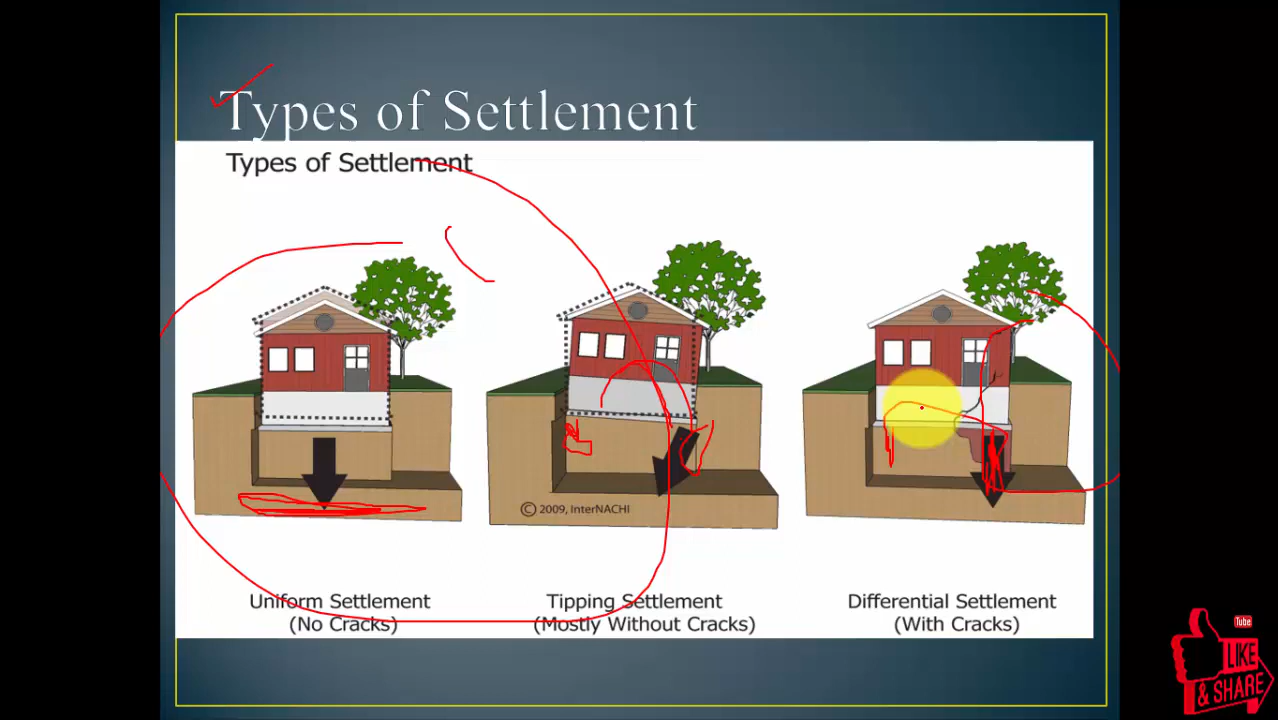 Types of Settlement
Types of Settlement
© 2009, InterNACHI
Uniform Settlement
(No Cracks)
Tipping Settlement
(Mostly Without Cracks)
Differential Settlement
(With Cracks)
Tube
LIKE
& SHARE